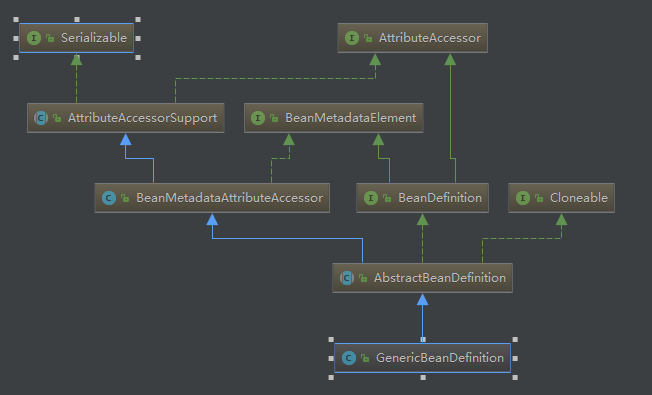 I Serializable
I AttributeAccessor
C AttributeAccessorSupport
I BeanMetadataElement
C BeanMetadataAttributeAccessor
I BeanDefinition
I Cloneable
C AbstractBeanDefinition
C GenericBeanDefinition